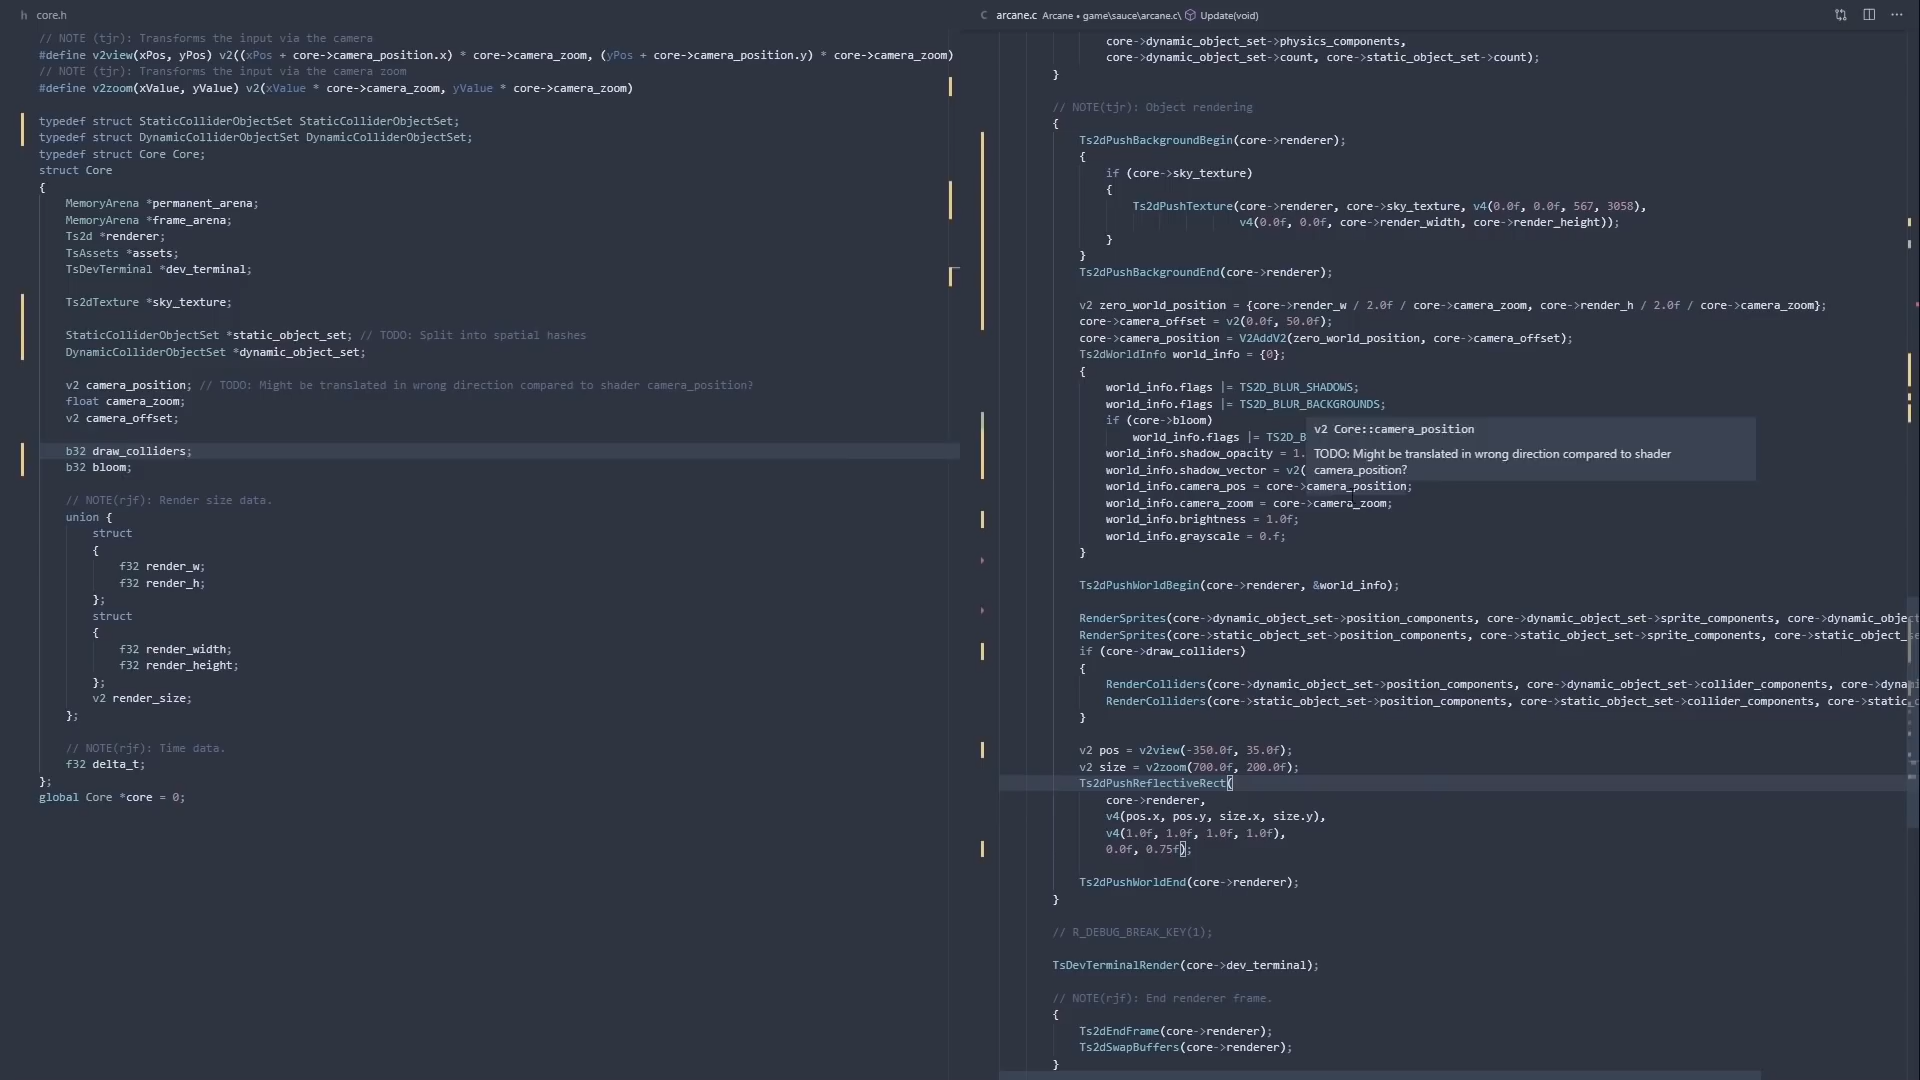 core.h
// NOTE (tjr): Transforms the input via the camera
#define v2view(xPos, yPos) v2((xPos + core->camera_position.x) * core->camera_zoom, (yPos + core->camera_position.y) * core->camera_zoom)
// NOTE (tjr): Transforms the input via the camera zoom
#define v2zoom(xValue, yValue) v2(xValue * core->camera_zoom, yValue * core->camera_zoom)
typedef struct StaticColliderObjectSet StaticColliderObjectSet;
typedef struct DynamicColliderObjectSet DynamicColliderObjectSet;
typedef struct Core Core;
struct Core
{
MemoryArena *permanent_arena;
MemoryArena *frame_arena;
Ts2d *renderer;
TsAssets *assets;
TsDevTerminal *dev_terminal;
Ts2dTexture *sky_texture;
StaticColliderObjectSet *static_object_set; // TODO: Split into spatial hashes
DynamicColliderObjectSet *dynamic_object_set;
v2 camera_position; // TODO: Might be translated in wrong direction compared to shader camera_position?
float camera_zoom;
v2 camera_offset;
b32 draw_colliders;
b32 bloom;
// NOTE(rjf): Render size data.
union {
struct
{
f32 render_w;
f32 render_h;
};
struct
{
f32 render_width;
f32 render_height;
};
v2 render_size;
};
// NOTE(rjf): Time data.
f32 delta_t;
};
global Core *core = 0;
arcane.c Arcane • game\sauce\arcane.c\ Update(void)
core->dynamic_object_set->physics_components,
core->dynamic_object_set->count, core->static_object_set->count);
}
// NOTE(tjr): Object rendering
{
Ts2dPushBackgroundBegin(core->renderer);
{
if (core->sky_texture)
{
Ts2dPushTexture(core->renderer, core->sky_texture, v4(0.0f, 0.0f, 567, 3058),
v4(0.0f, 0.0f, core->render_width, core->render_height));
}
}
Ts2dPushBackgroundEnd(core->renderer);
v2 zero_world_position = {core->render_w / 2.0f / core->camera_zoom, core->render_h / 2.0f / core->camera_zoom};
core->camera_offset = v2(0.0f, 50.0f);
core->camera_position = V2AddV2(zero_world_position, core->camera_offset);
Ts2dWorldInfo world_info = {0};
{
world_info.flags |= TS2D_BLUR_SHADOWS;
world_info.flags |= TS2D_BLUR_BACKGROUNDS;
if (core->bloom)
world_info.flags |= TS2D_B
world_info.shadow_opacity = 1.
world_info.shadow_vector = v2(
v2 Core::camera_position
TODO: Might be translated in wrong direction compared to shader
camera_position?
world_info.camera_pos = core->camera_position;
world_info.camera_zoom = core->camera_zoom;
world_info.brightness = 1.0f;
world_info.grayscale = 0.f;
}
Ts2dPushWorldBegin(core->renderer, &world_info);
RenderSprites(core->dynamic_object_set->position_components, core->dynamic_object_set->sprite_components, core->dynamic_objec
RenderSprites(core->static_object_set->position_components, core->static_object_set->sprite_components, core->static_object_s
if (core->draw_colliders)
{
RenderColliders(core->dynamic_object_set->position_components, core->dynamic_object_set->collider_components, core->dynam
RenderColliders(core->static_object_set->position_components, core->static_object_set->collider_components, core->static_o
}
v2 pos = v2view(-350.0f, 35.0f);
v2 size = v2zoom(700.0f, 200.0f);
Ts2dPushReflectiveRect(
core->renderer,
v4(pos.x, pos.y, size.x, size.y),
v4(1.0f, 1.0f, 1.0f, 1.0f),
0.0f, 0.75f);
Ts2dPushWorldEnd(core->renderer);
}
// R_DEBUG_BREAK_KEY(1);
TsDevTerminalRender(core->dev_terminal);
// NOTE(rjf): End renderer frame.
{
Ts2dEndFrame(core->renderer);
Ts2dSwapBuffers(core->renderer);
}